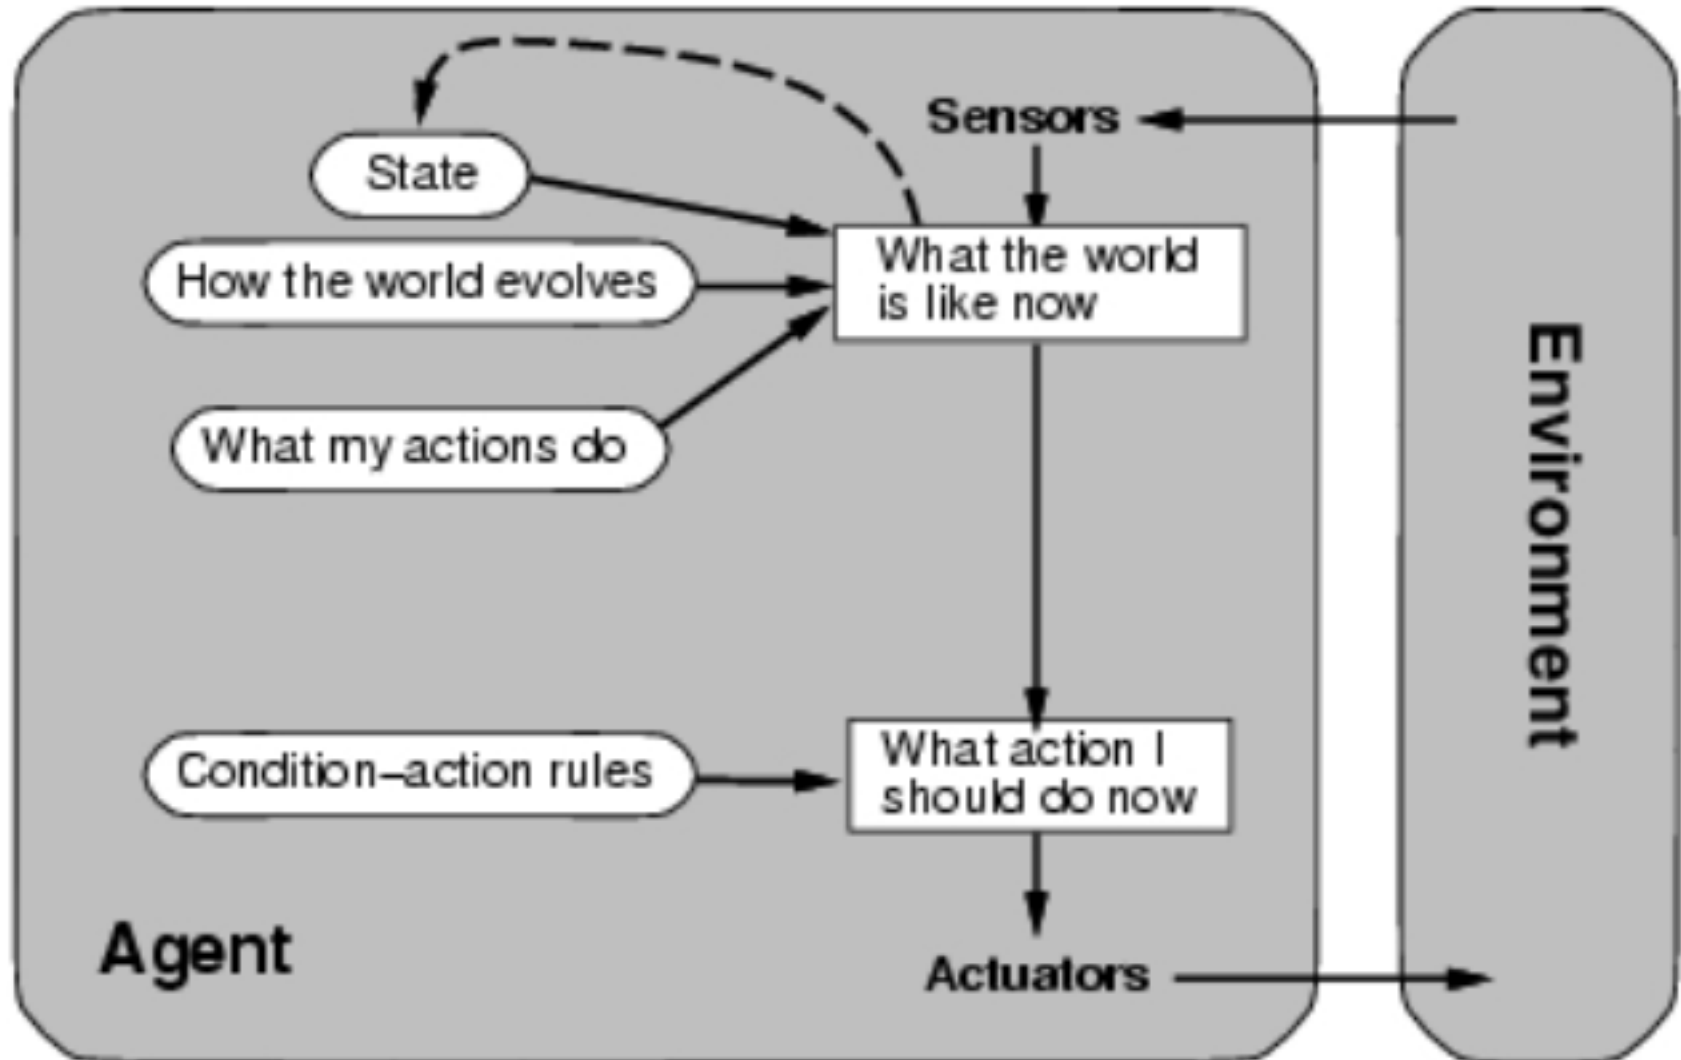 Sensors
State
What the world
is like now
How the world evolves
What my actions do
Environment
Condition–action rules
What action I
should do now
Agent
Actuators